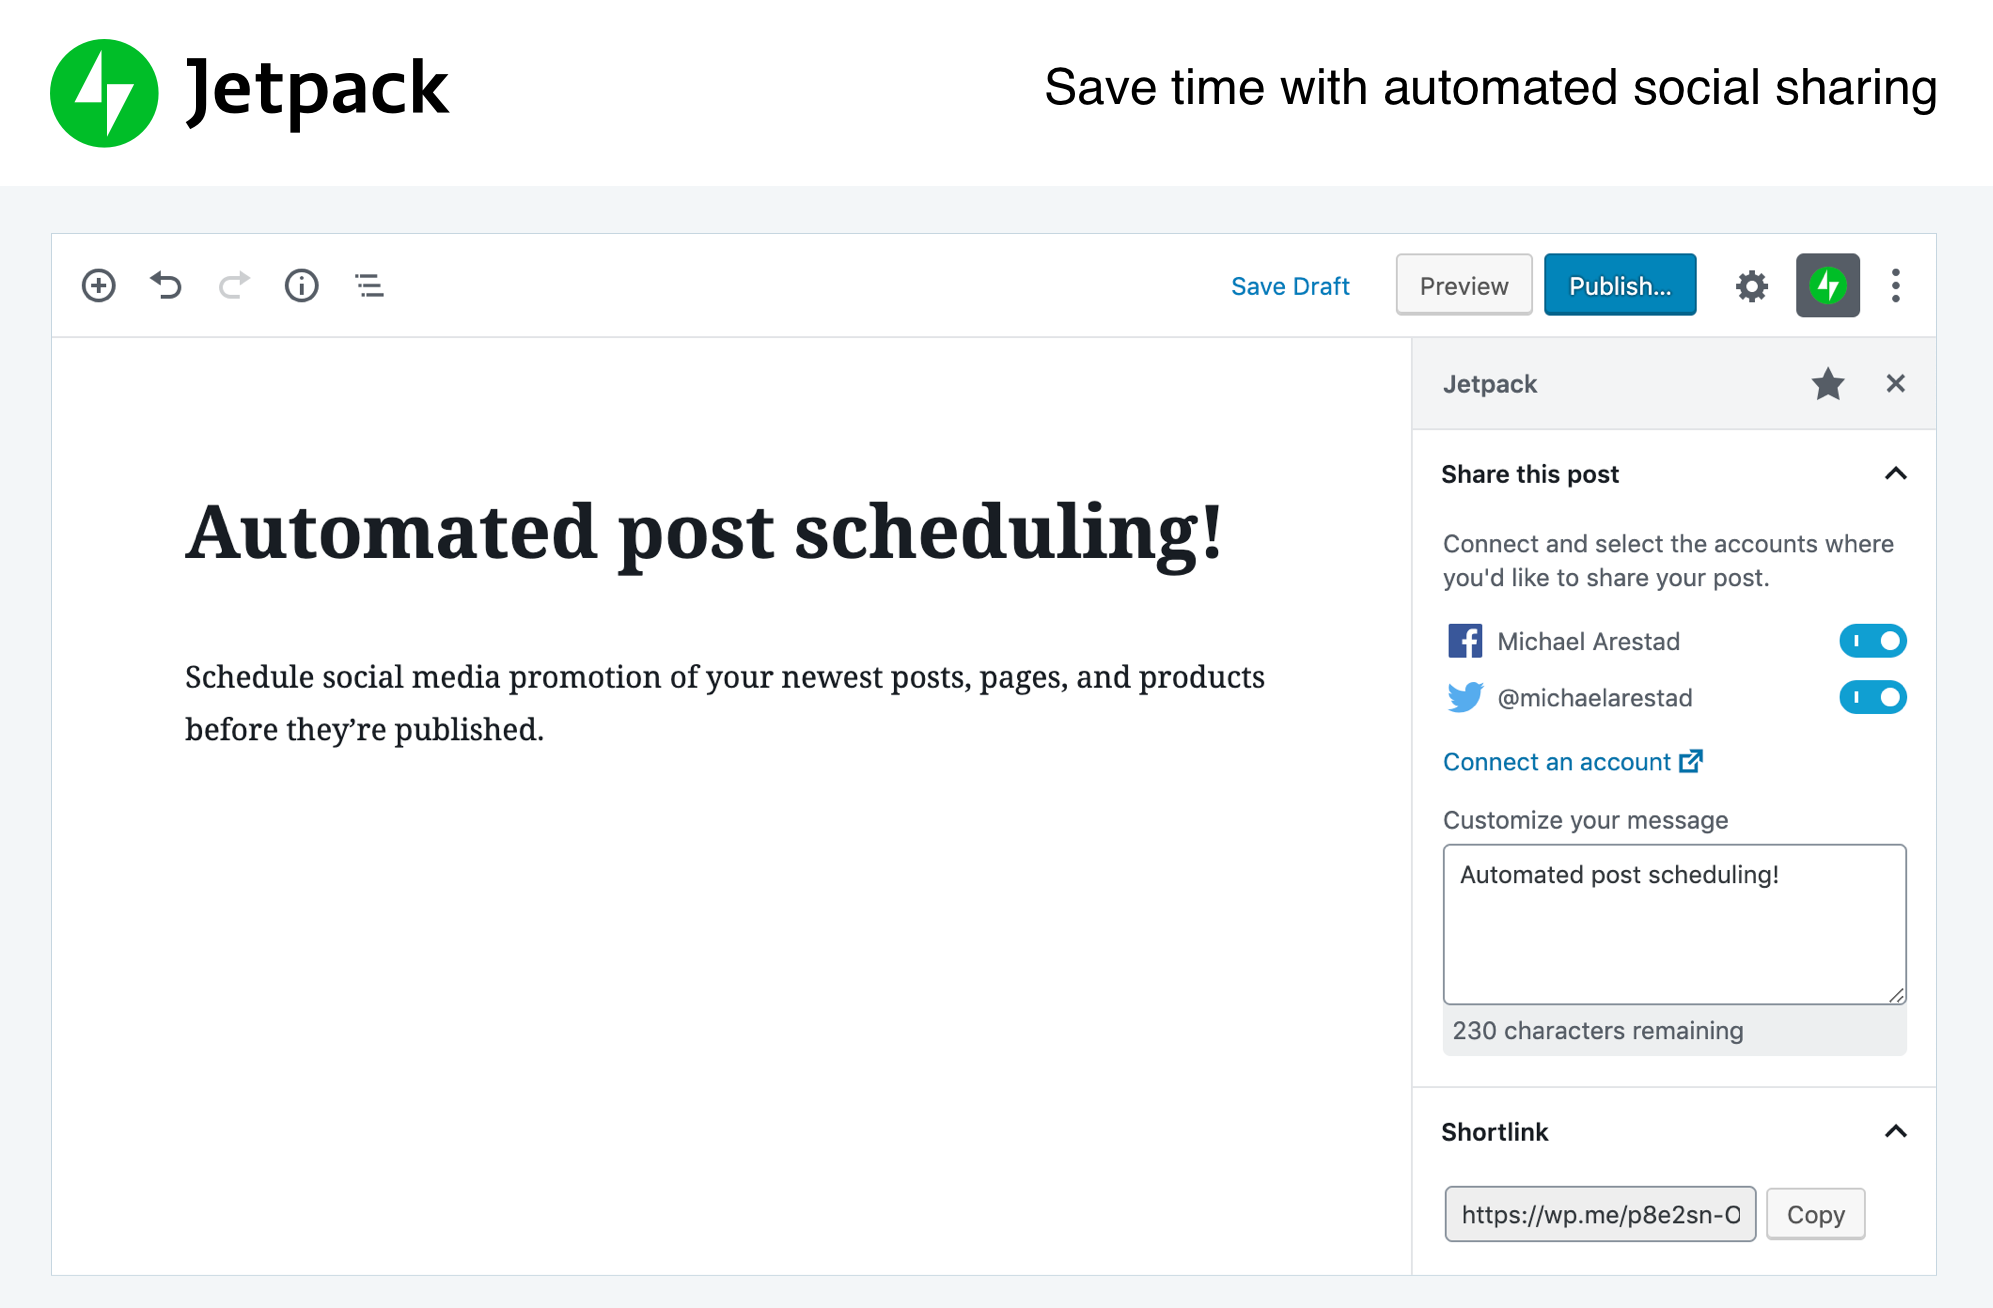 Jetpack
Save time with automated social sharing
Save Draft
Preview
Publish...
Jetpack
Automated post scheduling!
Schedule social media promotion of your newest posts, pages, and products
before they’re published.
Share this post
Connect and select the accounts where
you'd like to share your post.
Michael Arestad
@michaelarestad
Connect an account
Customize your message
Automated post scheduling!
230 characters remaining
Shortlink
https://wp.me/p8e2sn-O
Copy